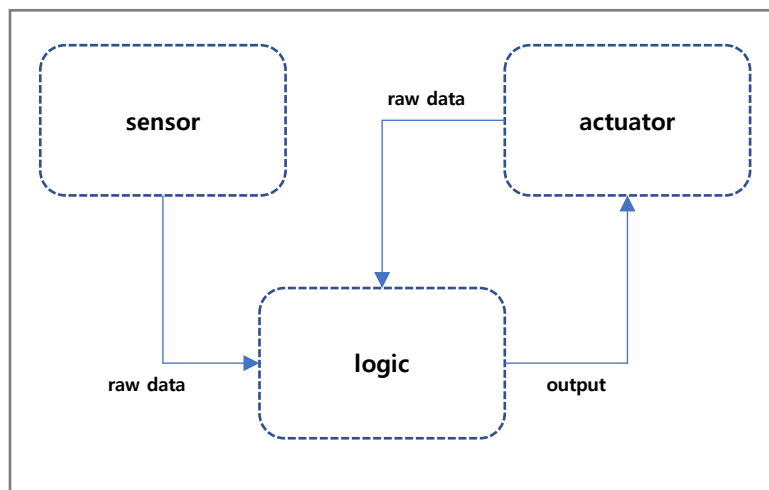 raw data
sensor
actuator
logic
raw data
output